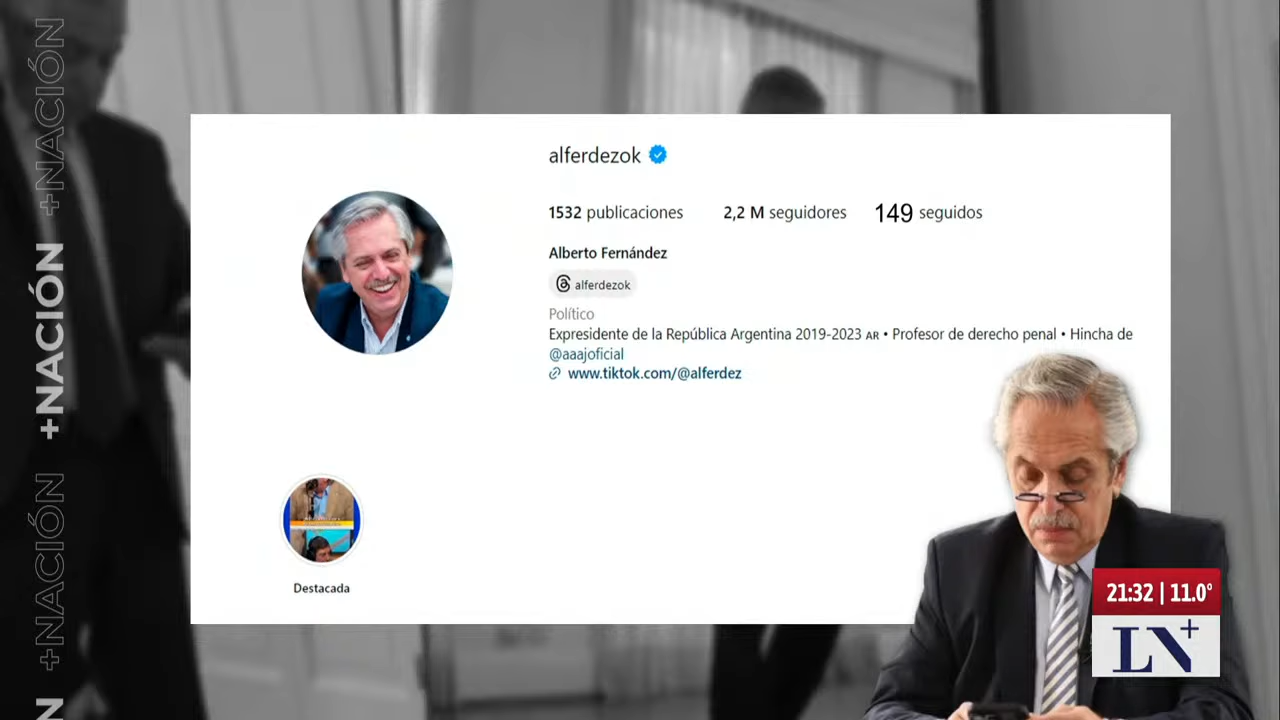 +NACIÓN
+NACIÓN
+NACIÓN
alferdezok
1532 publicaciones 2,2 M seguidores 149 seguidos
Alberto Fernández
alferdezok
Político
Expresidente de la República Argentina 2019-2023 AR • Profesor de derecho penal • Hincha de
@aaajoficial
www.tiktok.com/@alferdez
Destacada
21:32 | 11.0°
LN+